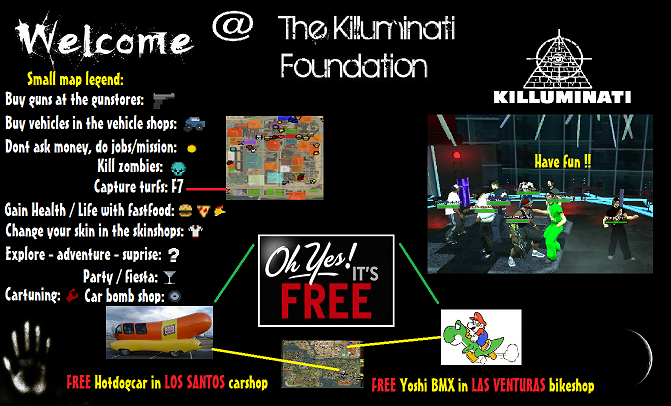 Welcome @ The Killuminati
Foundation
KILLUMINATI
Small map legend:
Buy guns at the gunstores:
Buy vehicles in the vehicle shops:
Dont ask money, do jobs/mission:
Kill zombies:
Capture turfs: F7
Gain Health / Life with fastfood:
Change your skin in the skinshops:
Explore - adventure - suprise: ?
Party / fiesta:
Cartuning:
Car bomb shop:
Have fun !!
Oh Yes! IT'S
FREE
FREE Hotdogcar in LOS SANTOS carshop
FREE Yoshi BMX in LAS VENTURAS bikeshop